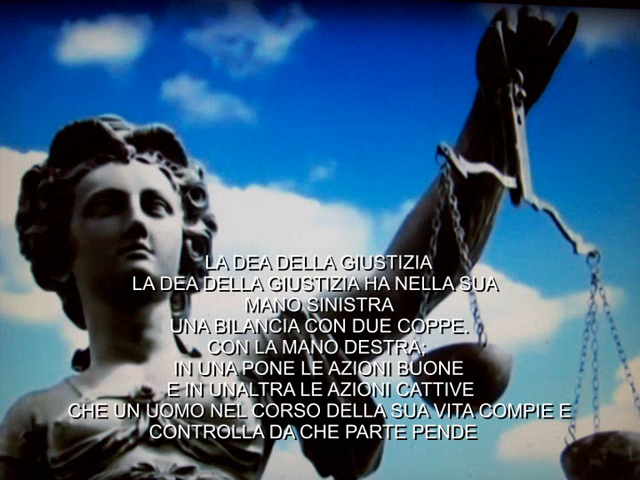 LA DEA DELLA GIUSTIZIA
LA DEA DELLA GIUSTIZIA HA NELLA SUA
MANO SINISTRA
UNA BILANCIA CON DUE COPPE.
CON LA MANO DESTRA;
IN UNA PONE LE AZIONI BUONE
E IN UNALTRA LE AZIONI CATTIVE
CHE UN UOMO NEL CORSO DELLA SUA VITA COMPIE E
CONTROLLA DA CHE PARTE PENDE